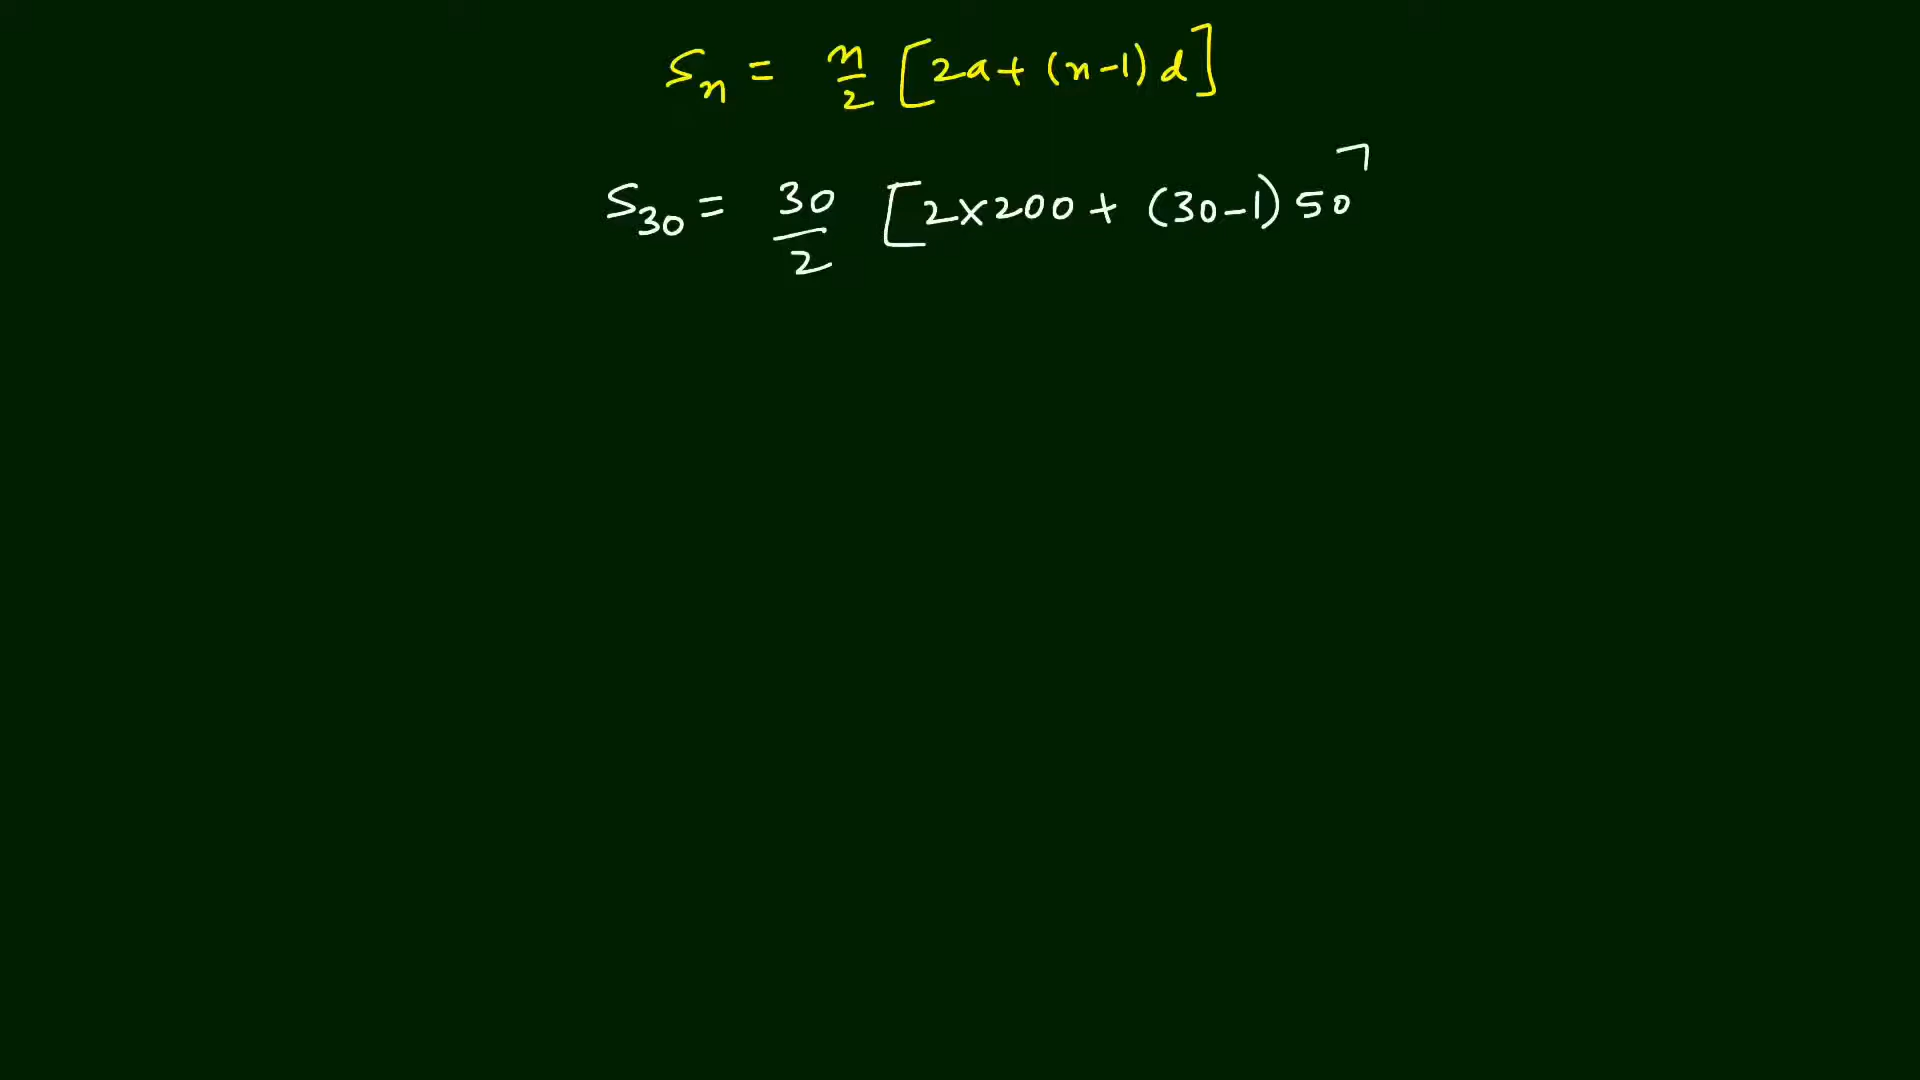 Sn = n/2 [2a + (n-1) d]
S30 = 30/2 [2×200 + (30-1) 50